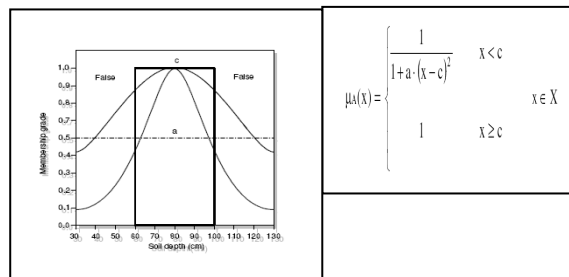 c
1,0
False
False
0,9
0,8
0,7
0,6
a
0,5
0,4
0,3
0,2
0,1
0,0
Membership grade
30 40 50 60 70 80 90 100 110 120 130
Soil depth (cm)
μA(x) = { 1 / 1+a·(x−c)² x < c
x ∈ X
1 x ≥ c